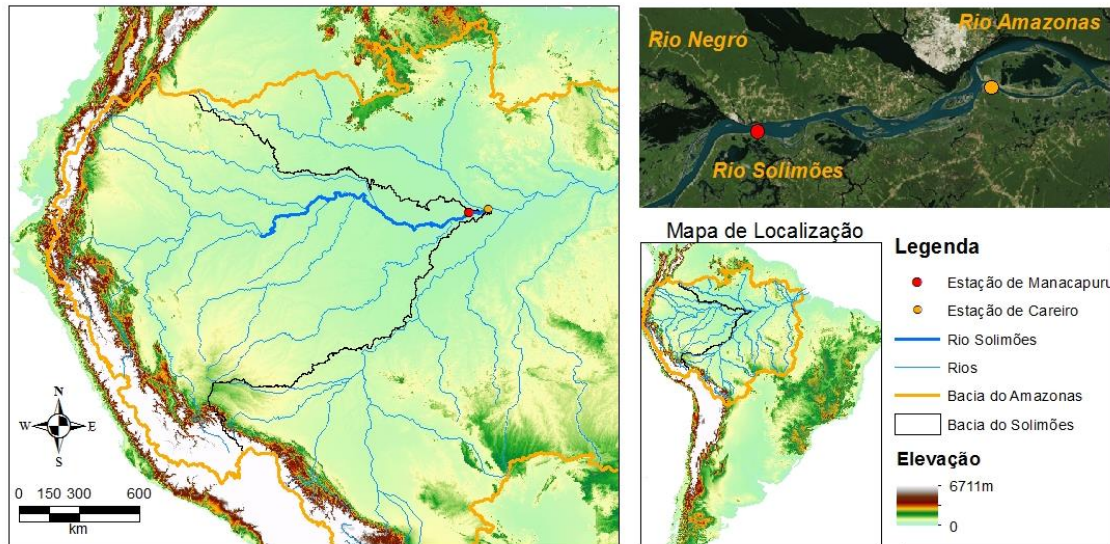 Rio Amazonas
Rio Negro
Rio Solimões
Mapa de Localização
Legenda
Estação de Manacapuru
Estação de Careiro
Rio Solimões
Rios
Bacia do Amazonas
Bacia do Solimões
Elevação
6711m
0
N
W E
S
0 150 300 600
km